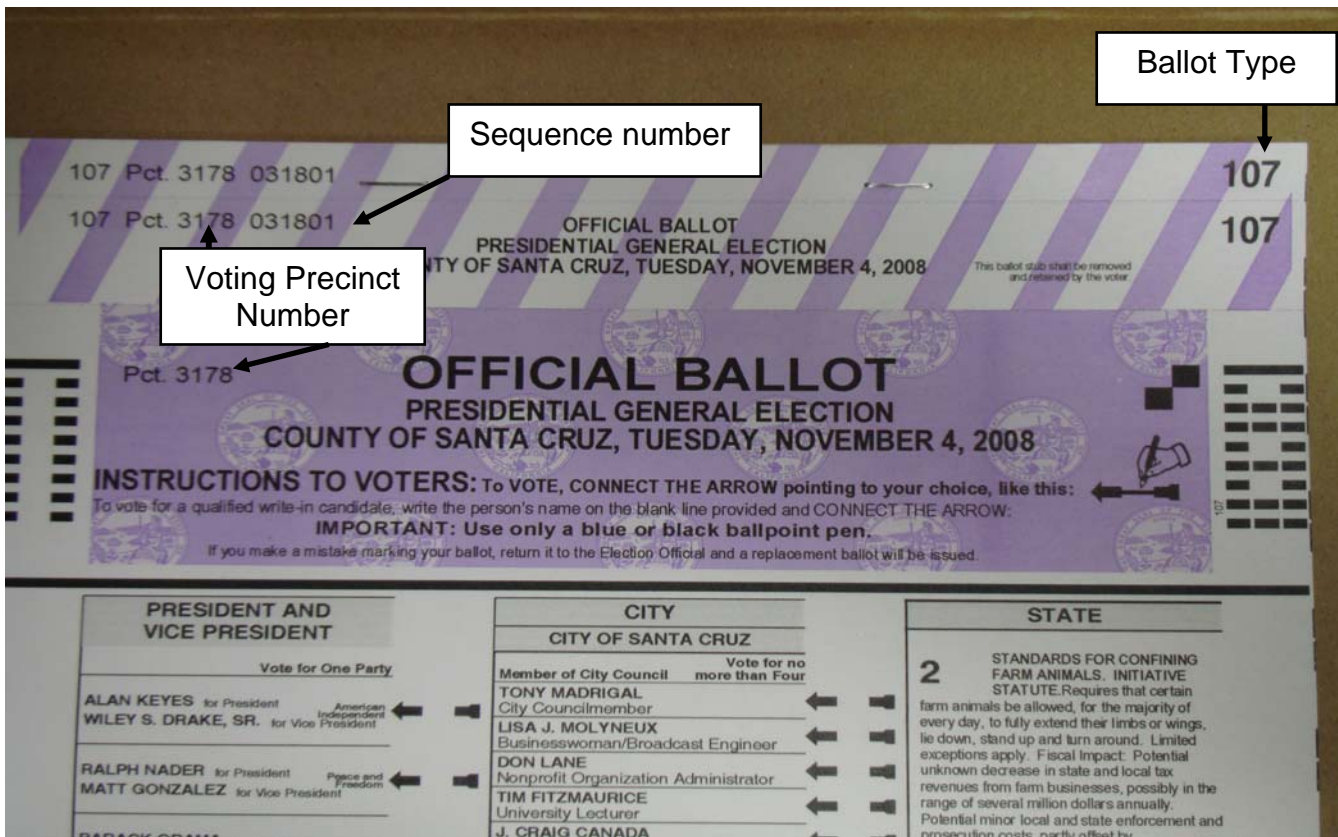 Ballot Type
Sequence number
107 Pct. 3178 031801
107
107 Pct. 3178 031801
107
OFFICIAL BALLOT
PRESIDENTIAL GENERAL ELECTION
OF SANTA CRUZ, TUESDAY, NOVEMBER 4, 2008
This ballot stub shall be removed
and retained by the voter.
Voting Precinct
Number
Pct. 3178
OFFICIAL BALLOT
PRESIDENTIAL GENERAL ELECTION
COUNTY OF SANTA CRUZ, TUESDAY, NOVEMBER 4, 2008
INSTRUCTIONS TO VOTERS: To VOTE, CONNECT THE ARROW pointing to your choice, like this:
To vote for a qualified write-in candidate, write the person's name on the blank line provided and CONNECT THE ARROW:
IMPORTANT: Use only a blue or black ballpoint pen.
If you make a mistake marking your ballot, return it to the Election Official and a replacement ballot will be issued.
107
PRESIDENT AND
VICE PRESIDENT
Vote for One Party
ALAN KEYES for President
American
Independent
WILEY S. DRAKE, SR. for Vice President
RALPH NADER for President
Peace and
Freedom
MATT GONZALEZ for Vice President
BARACK OBAMA
CITY
CITY OF SANTA CRUZ
Member of City Council
Vote for no
more than Four
TONY MADRIGAL
City Councilmember
LISA J. MOLYNEUX
Businesswoman/Broadcast Engineer
DON LANE
Nonprofit Organization Administrator
TIM FITZMAURICE
University Lecturer
J. CRAIG CANADA
STATE
2 STANDARDS FOR CONFINING
FARM ANIMALS. INITIATIVE
STATUTE.Requires that certain
farm animals be allowed, for the majority of
every day, to fully extend their limbs or wings,
lie down, stand up and turn around. Limited
exceptions apply. Fiscal Impact: Potential
unknown decrease in state and local tax
revenues from farm businesses, possibly in the
range of several million dollars annually.
Potential minor local and state enforcement and
prosecution costs, partly offset by